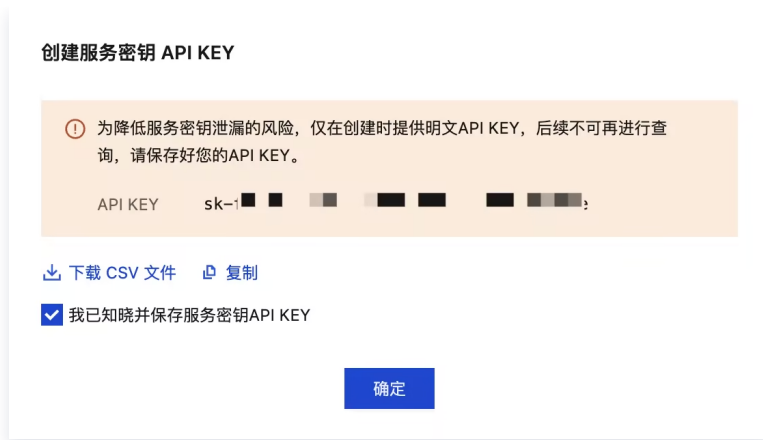 创建服务密钥 API KEY
为降低服务密钥泄漏的风险，仅在创建时提供明文API KEY，后续不可再进行查
询，请保存好您的API KEY。
API KEY sk-
下载 CSV 文件 复制
我已知晓并保存服务密钥API KEY
确定